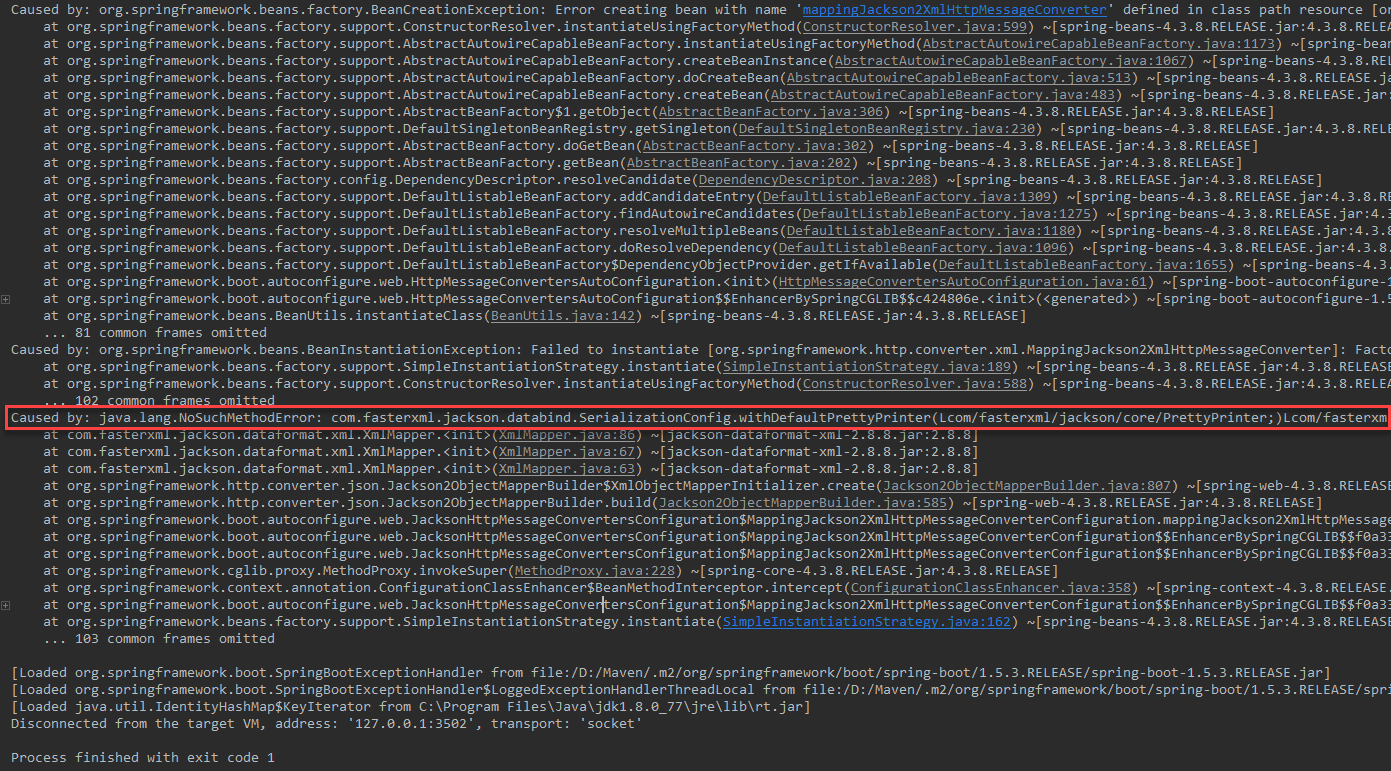 Caused by: org.springframework.beans.factory.BeanCreationException: Error creating bean with name 'mappingJackson2XmlHttpMessageConverter' defined in class path resource [or
at org.springframework.beans.factory.support.ConstructorResolver.instantiateUsingFactoryMethod(ConstructorResolver.java:599) ~[spring-beans-4.3.8.RELEASE.jar:4.3.8.RELE
at org.springframework.beans.factory.support.AbstractAutowireCapableBeanFactory.instantiateUsingFactoryMethod(AbstractAutowireCapableBeanFactory.java:1173) ~[spring-bean
at org.springframework.beans.factory.support.AbstractAutowireCapableBeanFactory.createBeanInstance(AbstractAutowireCapableBeanFactory.java:1067) ~[spring-beans-4.3.8.REL
at org.springframework.beans.factory.support.AbstractAutowireCapableBeanFactory.doCreateBean(AbstractAutowireCapableBeanFactory.java:513) ~[spring-beans-4.3.8.RELEASE.ja
at org.springframework.beans.factory.support.AbstractAutowireCapableBeanFactory.createBean(AbstractAutowireCapableBeanFactory.java:483) ~[spring-beans-4.3.8.RELEASE.jar:
at org.springframework.beans.factory.support.AbstractBeanFactory$1.getObject(AbstractBeanFactory.java:306) ~[spring-beans-4.3.8.RELEASE.jar:4.3.8.RELEASE]
at org.springframework.beans.factory.support.DefaultSingletonBeanRegistry.getSingleton(DefaultSingletonBeanRegistry.java:230) ~[spring-beans-4.3.8.RELEASE.jar:4.3.8.RELE
at org.springframework.beans.factory.support.AbstractBeanFactory.doGetBean(AbstractBeanFactory.java:302) ~[spring-beans-4.3.8.RELEASE.jar:4.3.8.RELEASE]
at org.springframework.beans.factory.support.AbstractBeanFactory.getBean(AbstractBeanFactory.java:202) ~[spring-beans-4.3.8.RELEASE.jar:4.3.8.RELEASE]
at org.springframework.beans.factory.config.DependencyDescriptor.resolveCandidate(DependencyDescriptor.java:208) ~[spring-beans-4.3.8.RELEASE.jar:4.3.8.RELEASE]
at org.springframework.beans.factory.support.DefaultListableBeanFactory.addCandidateEntry(DefaultListableBeanFactory.java:1309) ~[spring-beans-4.3.8.RELEASE.jar:4.3.8.RE
at org.springframework.beans.factory.support.DefaultListableBeanFactory.findAutowireCandidates(DefaultListableBeanFactory.java:1275) ~[spring-beans-4.3.8.RELEASE.jar:4.3
at org.springframework.beans.factory.support.DefaultListableBeanFactory.resolveMultipleBeans(DefaultListableBeanFactory.java:1180) ~[spring-beans-4.3.8.RELEASE.jar:4.3.8
at org.springframework.beans.factory.support.DefaultListableBeanFactory.doResolveDependency(DefaultListableBeanFactory.java:1096) ~[spring-beans-4.3.8.RELEASE.jar:4.3.8.
at org.springframework.beans.factory.support.DefaultListableBeanFactory$DependencyObjectProvider.getIfAvailable(DefaultListableBeanFactory.java:1655) ~[spring-beans-4.3
at org.springframework.boot.autoconfigure.web.HttpMessageConvertersAutoConfiguration.<init>(HttpMessageConvertersAutoConfiguration.java:61) ~[spring-boot-autoconfigure-1
at org.springframework.boot.autoconfigure.web.HttpMessageConvertersAutoConfiguration$$EnhancerBySpringCGLIB$$c424806e.<init>(<generated>) ~[spring-boot-autoconfigure-1.5
at org.springframework.beans.BeanUtils.instantiateClass(BeanUtils.java:142) ~[spring-beans-4.3.8.RELEASE.jar:4.3.8.RELEASE]
... 81 common frames omitted
Caused by: org.springframework.beans.BeanInstantiationException: Failed to instantiate [org.springframework.http.converter.xml.MappingJackson2XmlHttpMessageConverter]: Fact
at org.springframework.beans.factory.support.SimpleInstantiationStrategy.instantiate(SimpleInstantiationStrategy.java:189) ~[spring-beans-4.3.8.RELEASE.jar:4.3.8.RELEASE
at org.springframework.beans.factory.support.ConstructorResolver.instantiateUsingFactoryMethod(ConstructorResolver.java:588) ~[spring-beans-4.3.8.RELEASE.jar:4.3.8.RELEA
... 102 common frames omitted
Caused by: java.lang.NoSuchMethodError: com.fasterxml.jackson.databind.SerializationConfig.withDefaultPrettyPrinter(Lcom/fasterxml/jackson/core/PrettyPrinter;)Lcom/fasterxm
at com.fasterxml.jackson.dataformat.xml.XmlMapper.<init>(XmlMapper.java:86) ~[jackson-dataformat-xml-2.8.8.jar:2.8.8]
at com.fasterxml.jackson.dataformat.xml.XmlMapper.<init>(XmlMapper.java:67) ~[jackson-dataformat-xml-2.8.8.jar:2.8.8]
at com.fasterxml.jackson.dataformat.xml.XmlMapper.<init>(XmlMapper.java:63) ~[jackson-dataformat-xml-2.8.8.jar:2.8.8]
at org.springframework.http.converter.json.Jackson2ObjectMapperBuilder$XmlObjectMapperInitializer.create(Jackson2ObjectMapperBuilder.java:807) ~[spring-web-4.3.8.RELEASE
at org.springframework.http.converter.json.Jackson2ObjectMapperBuilder.build(Jackson2ObjectMapperBuilder.java:585) ~[spring-web-4.3.8.RELEASE.jar:4.3.8.RELEASE]
at org.springframework.boot.autoconfigure.web.JacksonHttpMessageConvertersConfiguration$MappingJackson2XmlHttpMessageConverterConfiguration.mappingJackson2XmlHttpMessage
at org.springframework.boot.autoconfigure.web.JacksonHttpMessageConvertersConfiguration$MappingJackson2XmlHttpMessageConverterConfiguration$$EnhancerBySpringCGLIB$$f0a33
at org.springframework.boot.autoconfigure.web.JacksonHttpMessageConvertersConfiguration$MappingJackson2XmlHttpMessageConverterConfiguration$$EnhancerBySpringCGLIB$$f0a33
at org.springframework.cglib.proxy.MethodProxy.invokeSuper(MethodProxy.java:228) ~[spring-core-4.3.8.RELEASE.jar:4.3.8.RELEASE]
at org.springframework.context.annotation.ConfigurationClassEnhancer$BeanMethodInterceptor.intercept(ConfigurationClassEnhancer.java:358) ~[spring-context-4.3.8.RELEASE
at org.springframework.boot.autoconfigure.web.JacksonHttpMessageConvertersConfiguration$MappingJackson2XmlHttpMessageConverterConfiguration$$EnhancerBySpringCGLIB$$f0a33
at org.springframework.beans.factory.support.SimpleInstantiationStrategy.instantiate(SimpleInstantiationStrategy.java:162) ~[spring-beans-4.3.8.RELEASE.jar:4.3.8.RELEASE
... 103 common frames omitted
[Loaded org.springframework.boot.SpringBootExceptionHandler from file:/D:/Maven/.m2/org/springframework/boot/spring-boot/1.5.3.RELEASE/spring-boot-1.5.3.RELEASE.jar]
[Loaded org.springframework.boot.SpringBootExceptionHandler$LoggedExceptionHandlerThreadLocal from file:/D:/Maven/.m2/org/springframework/boot/spring-boot/1.5.3.RELEASE/spri
[Loaded java.util.IdentityHashMap$KeyIterator from C:\Program Files\Java\jdk1.8.0_77\jre\lib\rt.jar]
Disconnected from the target VM, address: '127.0.0.1:3502', transport: 'socket'
Process finished with exit code 1